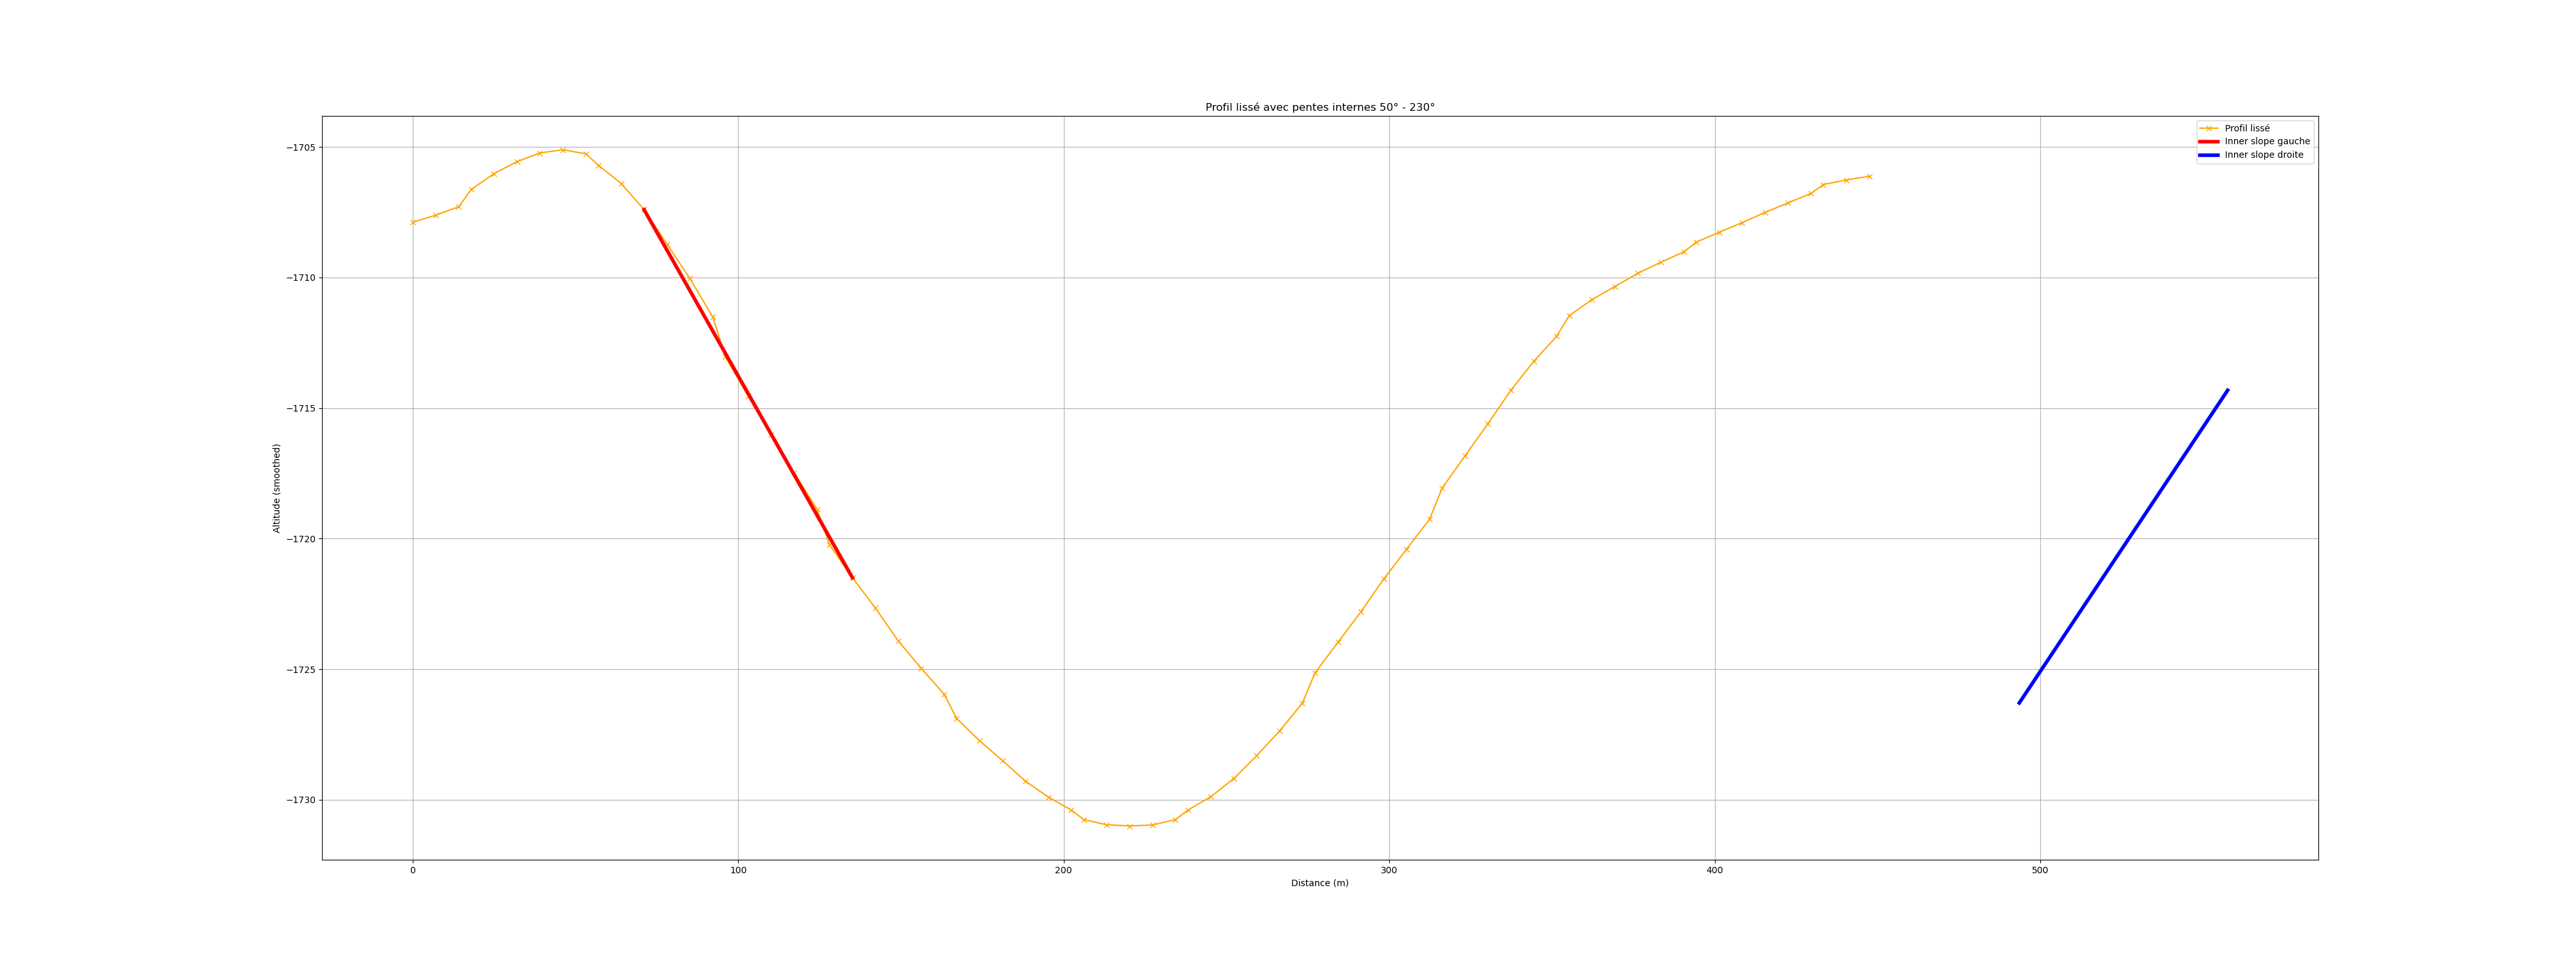 Profil lissé avec pentes internes 50° - 230°
Profil lissé
Inner slope gauche
Inner slope droite
Altitude (smoothed)
−1705
−1710
−1715
−1720
−1725
−1730
0 100 200 300 400 500
Distance (m)